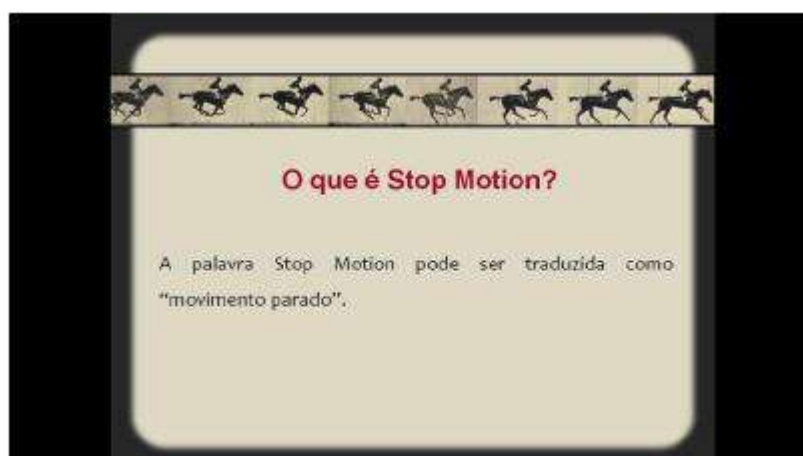 O que é Stop Motion?
A palavra Stop Motion pode ser traduzida como
“movimento parado”.